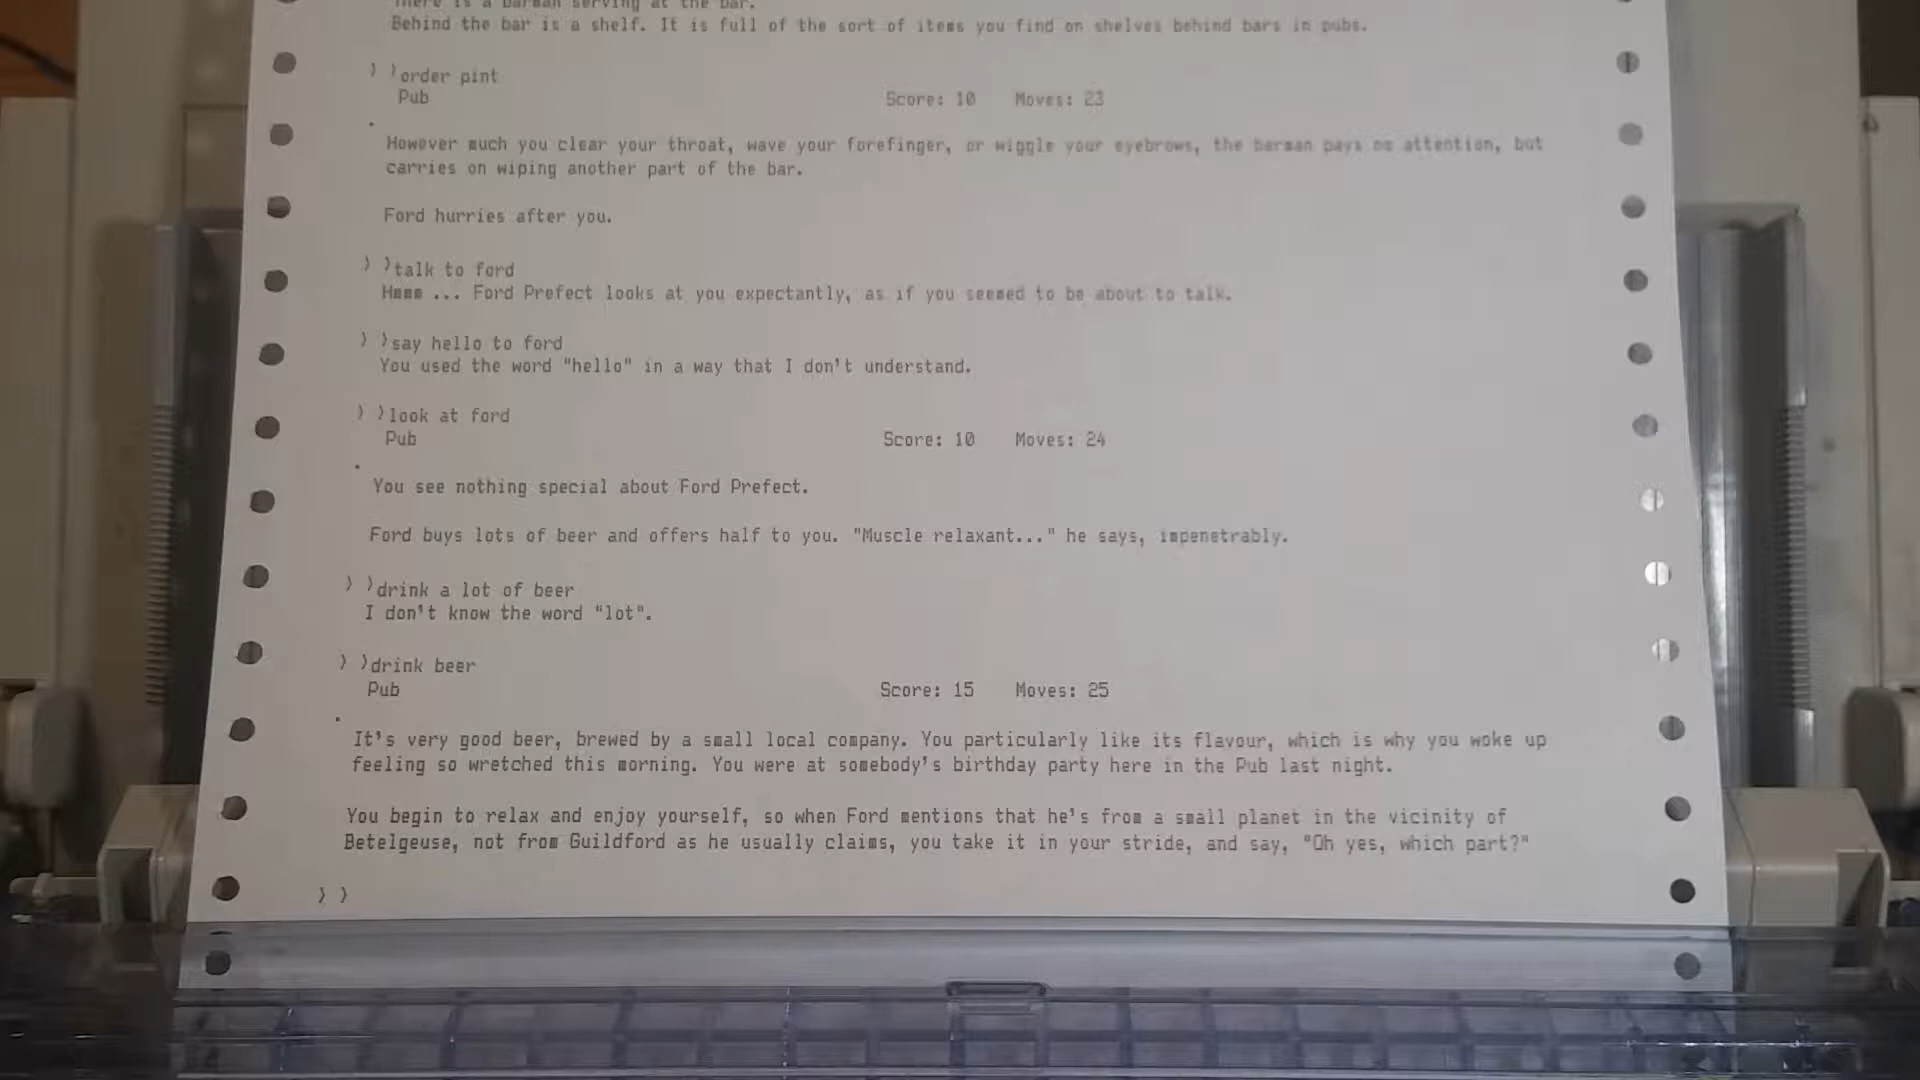 There is a barman serving at the bar.
Behind the bar is a shelf. It is full of the sort of items you find on shelves behind bars in pubs.
⟩ ⟩order pint
Pub Score: 10 Moves: 23
.
However much you clear your throat, wave your forefinger, or wiggle your eyebrows, the barman pays no attention, but
carries on wiping another part of the bar.
Ford hurries after you.
⟩ ⟩talk to ford
Hmmm ... Ford Prefect looks at you expectantly, as if you seemed to be about to talk.
⟩ ⟩say hello to ford
You used the word "hello" in a way that I don't understand.
⟩ ⟩look at ford
Pub Score: 10 Moves: 24
.
You see nothing special about Ford Prefect.
Ford buys lots of beer and offers half to you. "Muscle relaxant..." he says, impenetrably.
⟩ ⟩drink a lot of beer
I don't know the word "lot".
⟩ ⟩drink beer
Pub Score: 15 Moves: 25
.
It's very good beer, brewed by a small local company. You particularly like its flavour, which is why you woke up
feeling so wretched this morning. You were at somebody's birthday party here in the Pub last night.
You begin to relax and enjoy yourself, so when Ford mentions that he's from a small planet in the vicinity of
Betelgeuse, not from Guildford as he usually claims, you take it in your stride, and say, "Oh yes, which part?"
⟩ ⟩